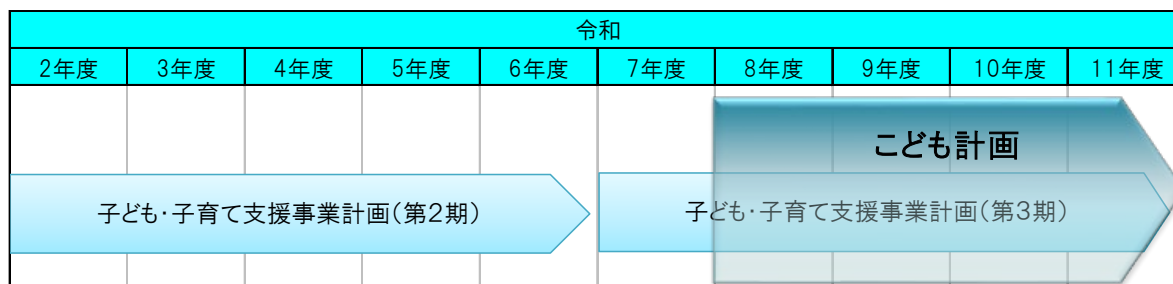 令和
2年度 3年度 4年度 5年度 6年度 7年度 8年度 9年度 10年度 11年度
こども計画
子ども・子育て支援事業計画(第2期) 子ども・子育て支援事業計画(第3期)